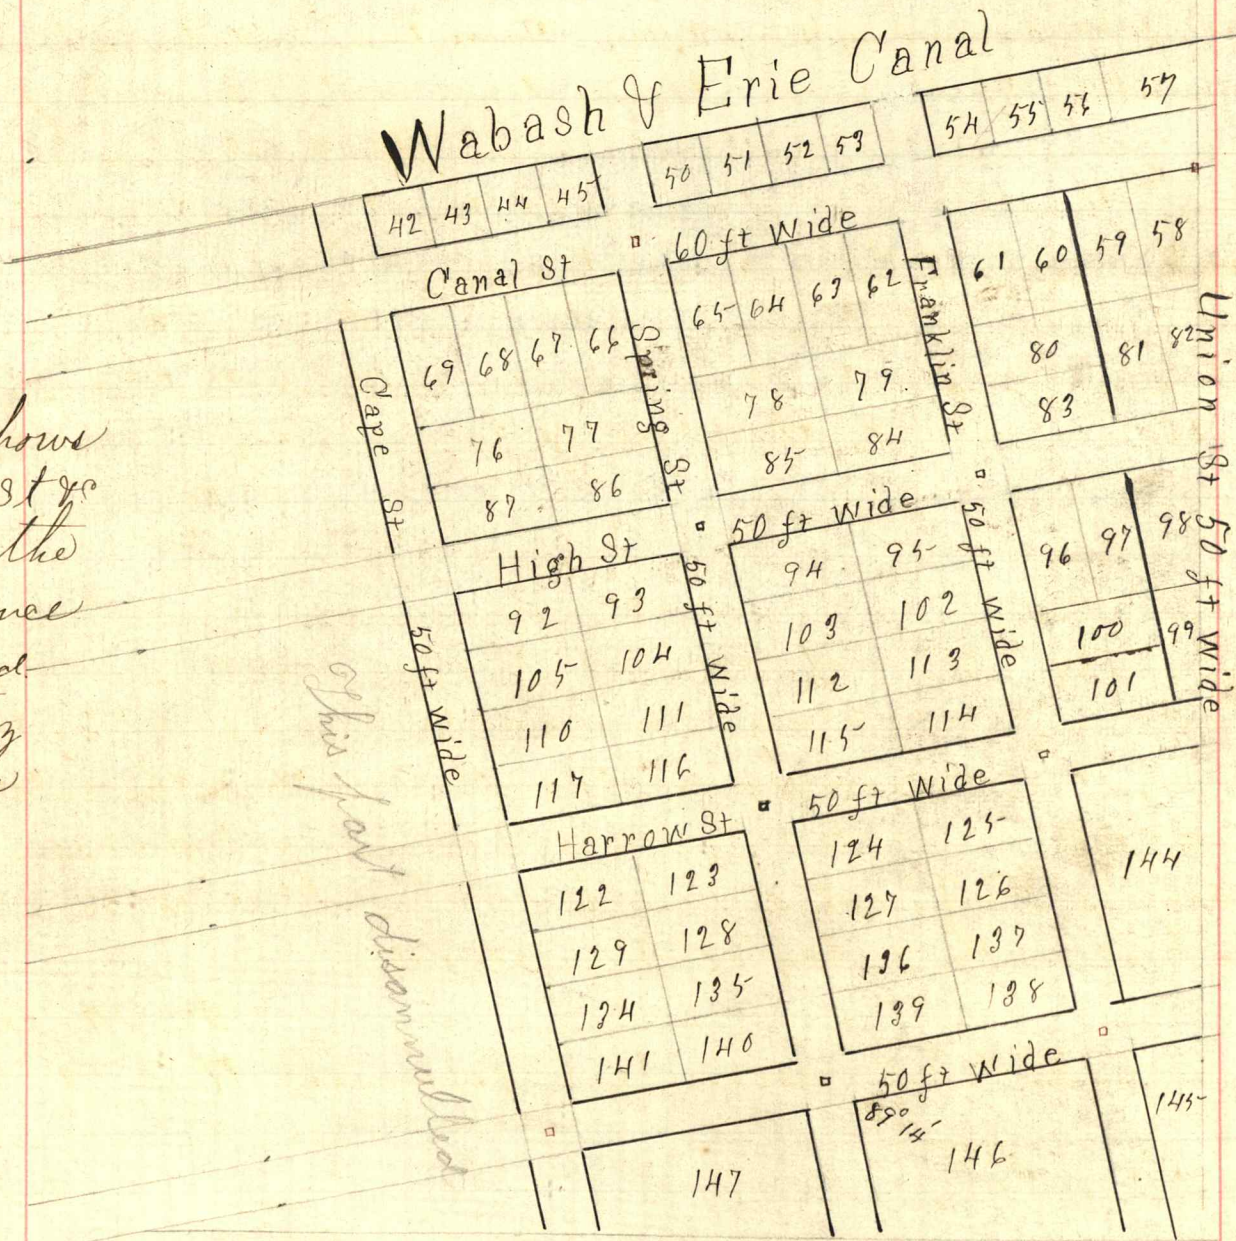 Wabash & Erie Canal
42 43 44 45
50 51 52 53
54 55 56 57
Canal St
60 ft Wide
Cape St
50 ft wide
Spring St
50 ft Wide
Franklin St
50 ft Wide
Union St 50 ft Wide
69 68 67 66
76 77
87 86
65 64 63 62
78 79
85 84
61 60 59 58
80 81 82
83
High St
50 ft Wide
92 93
105 104
110 111
117 116
94 95
103 102
112 113
115 114
96 97 98
100 99
101
Harrow St
50 ft Wide
122 123
129 128
134 135
141 140
124 125
127 126
136 137
139 138
144
50 ft Wide
147
89° 14'
146
145
hows
st &c
the
This part disannulled